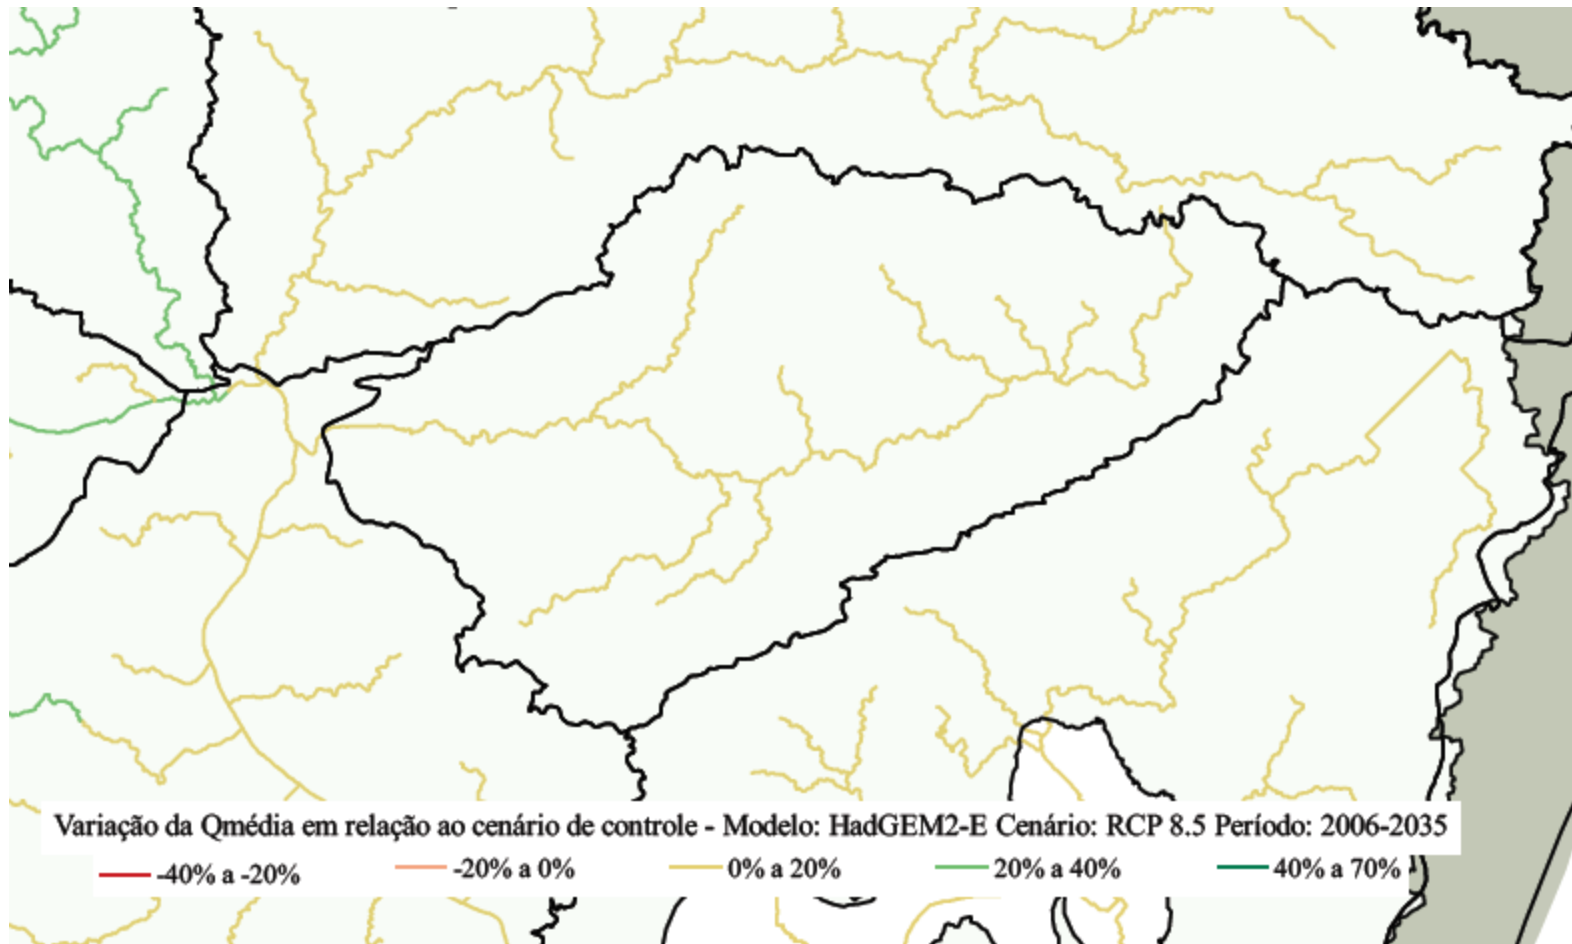 Variação da Qmédia em relação ao cenário de controle - Modelo: HadGEM2-E Cenário: RCP 8.5 Período: 2006-2035
-40% a -20% -20% a 0% 0% a 20% 20% a 40% 40% a 70%